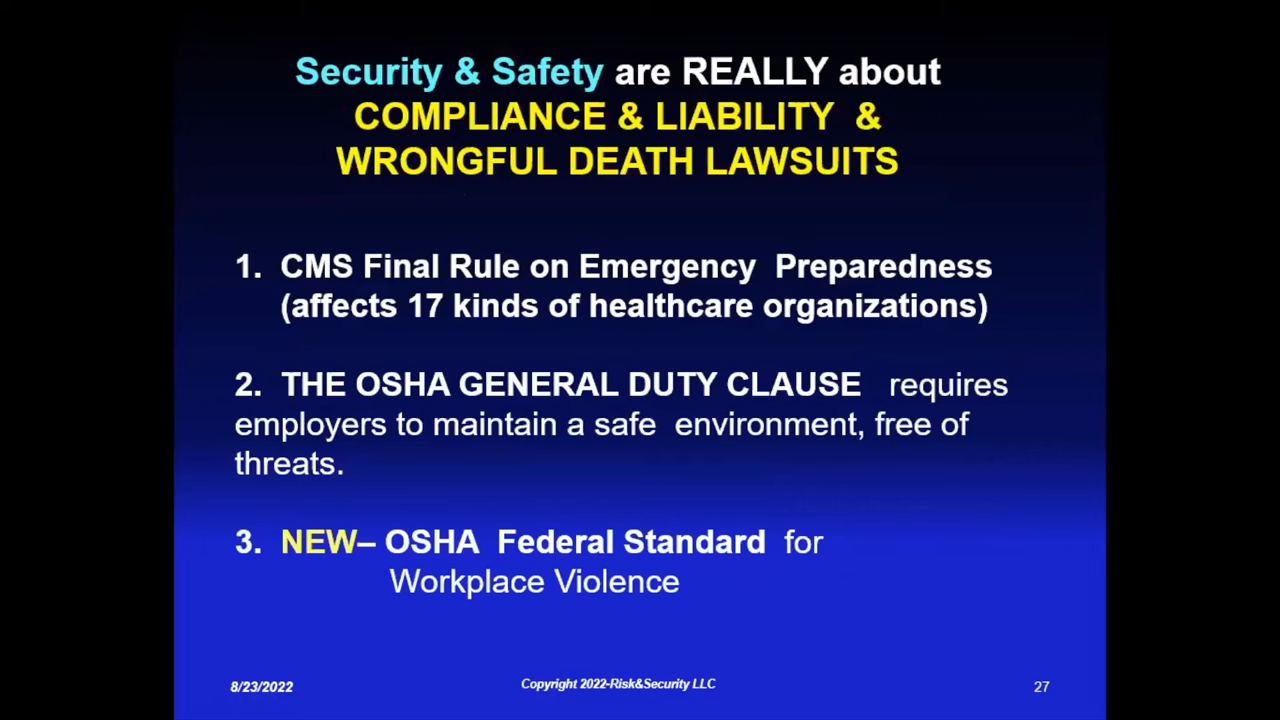 Security & Safety are REALLY about
COMPLIANCE & LIABILITY &
WRONGFUL DEATH LAWSUITS
1. CMS Final Rule on Emergency Preparedness
(affects 17 kinds of healthcare organizations)
2. THE OSHA GENERAL DUTY CLAUSE requires
employers to maintain a safe environment, free of
threats.
3. NEW– OSHA Federal Standard for
Workplace Violence
8/23/2022 Copyright 2022-Risk&Security LLC 27